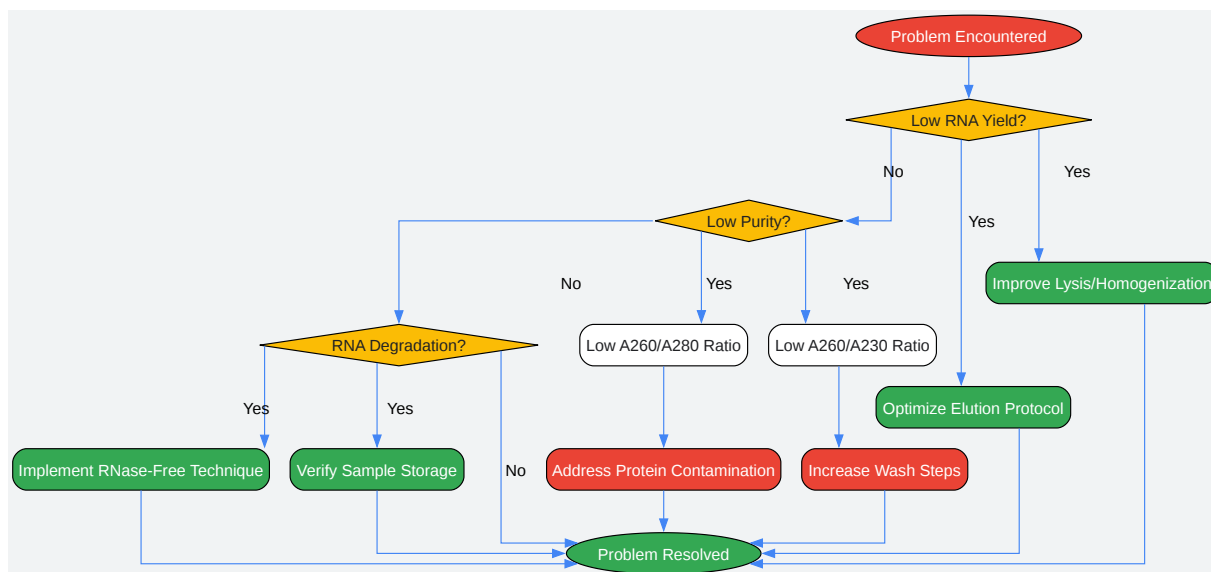 Problem Encountered
Low RNA Yield?
No
Yes
Low Purity?
Yes
No
Yes
Yes
Improve Lysis/Homogenization
RNA Degradation?
Low A260/A280 Ratio
Low A260/A230 Ratio
Yes
Yes
Optimize Elution Protocol
Implement RNase-Free Technique
Verify Sample Storage
No
Address Protein Contamination
Increase Wash Steps
Problem Resolved